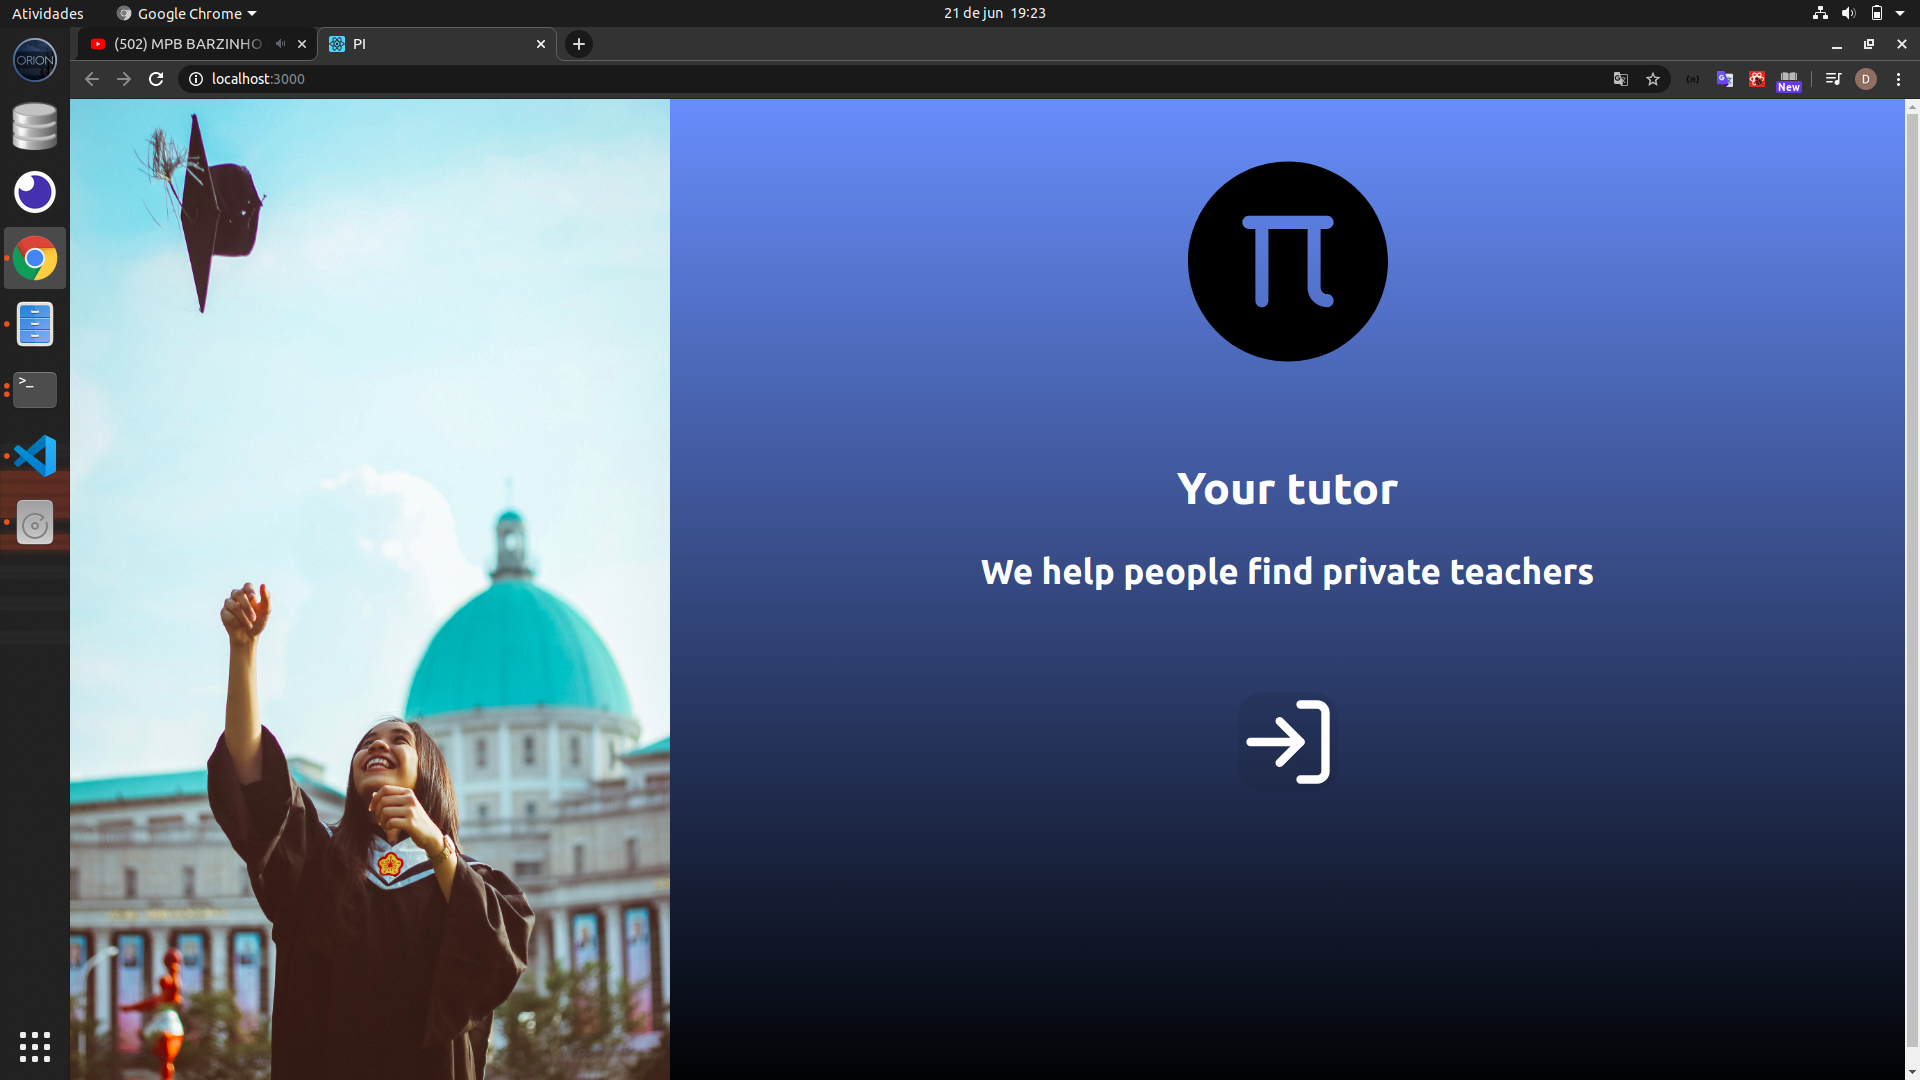 Atividades
Google Chrome
21 de jun 19:23
(502) MPB BARZINHO
PI
localhost:3000
New
D
ORION
>_
π
Your tutor
We help people find private teachers